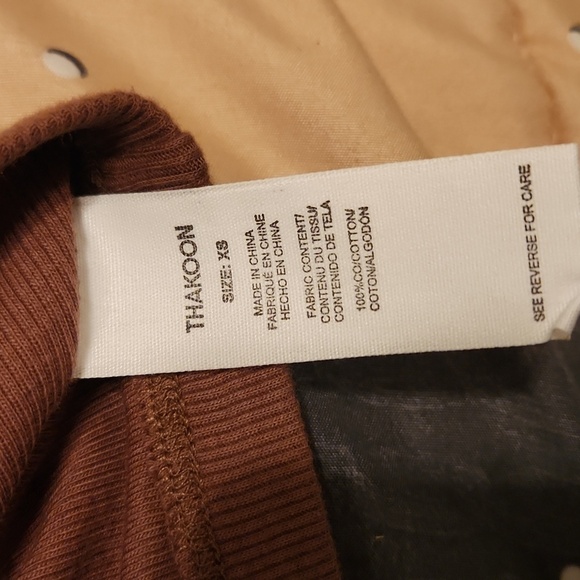 THAKOON
SIZE: XS
MADE IN CHINA
FABRIQUÉ EN CHINE
HECHO EN CHINA
FABRIC CONTENT/
CONTENU DU TISSU/
CONTENIDO DE TELA
100%CO/COTTON/
COTON/ALGODON
SEE REVERSE FOR CARE